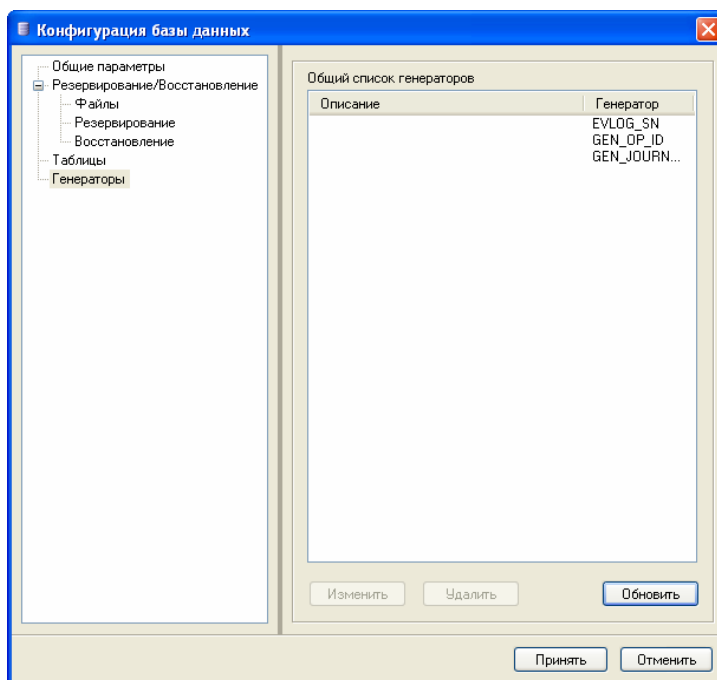 Конфигурация базы данных
Общие параметры
Резервирование/Восстановление
Файлы
Резервирование
Восстановление
Таблицы
Генераторы
Общий список генераторов
Описание Генератор
EVLOG_SN
GEN_OP_ID
GEN_JOURN...
Изменить Удалить Обновить
Принять Отменить